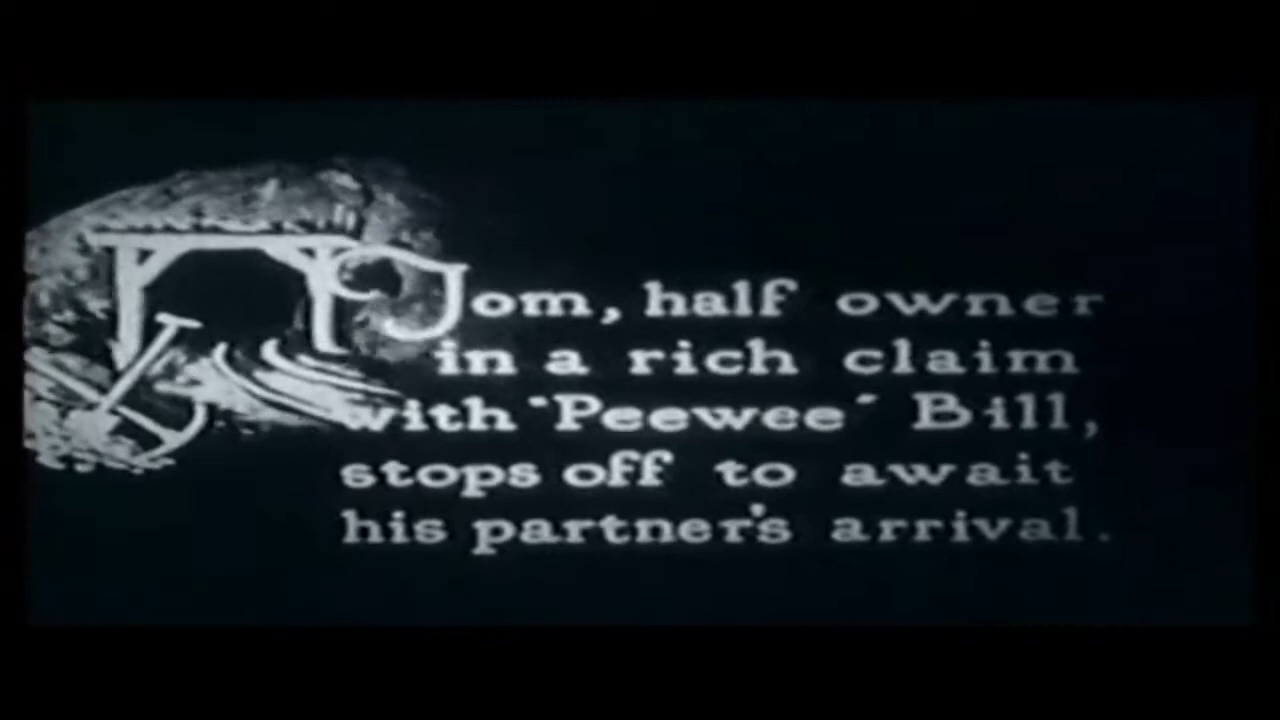 Tom, half owner
in a rich claim
with "Peewee" Bill,
stops off to await
his partner's arrival.